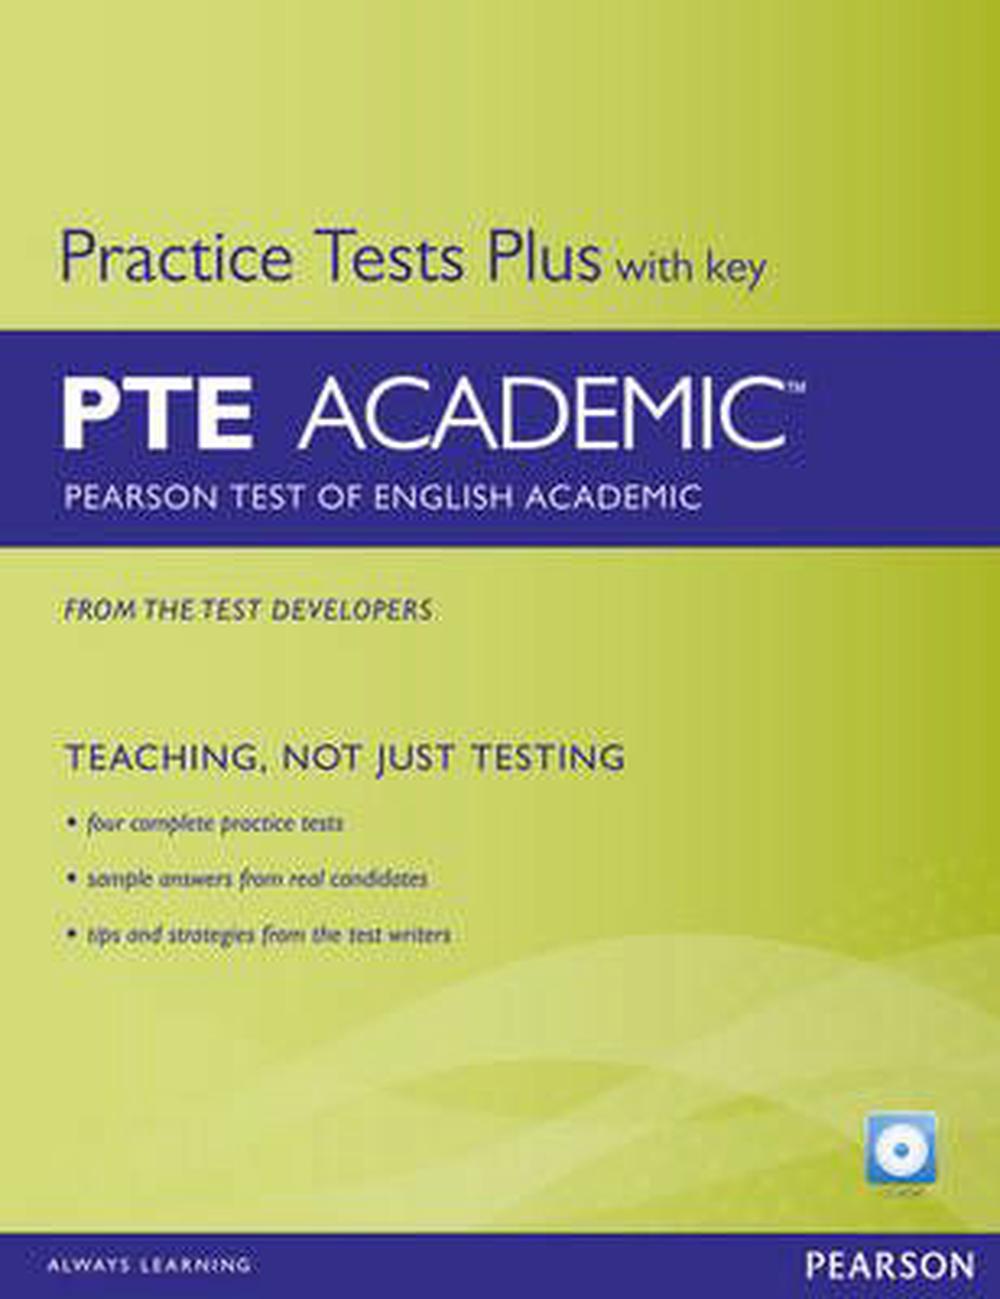 Practice Tests Plus with key
PTE ACADEMIC™
PEARSON TEST OF ENGLISH ACADEMIC
FROM THE TEST DEVELOPERS
TEACHING, NOT JUST TESTING
• four complete practice tests
• sample answers from real candidates
• tips and strategies from the test writers
ALWAYS LEARNING
PEARSON